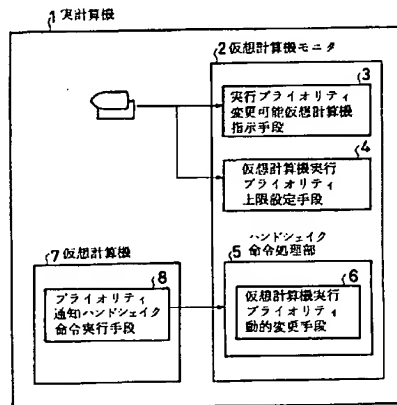 1 実計算機
2 仮想計算機モニタ
3
実行プライオリティ
変更可能仮想計算機
指示手段
4
仮想計算機実行
プライオリティ
上限設定手段
ハンドシェイク
5 命令処理部
6
仮想計算機実行
プライオリティ
動的変更手段
7 仮想計算機
8
プライオリティ
通知ハンドシェイク
命令実行手段